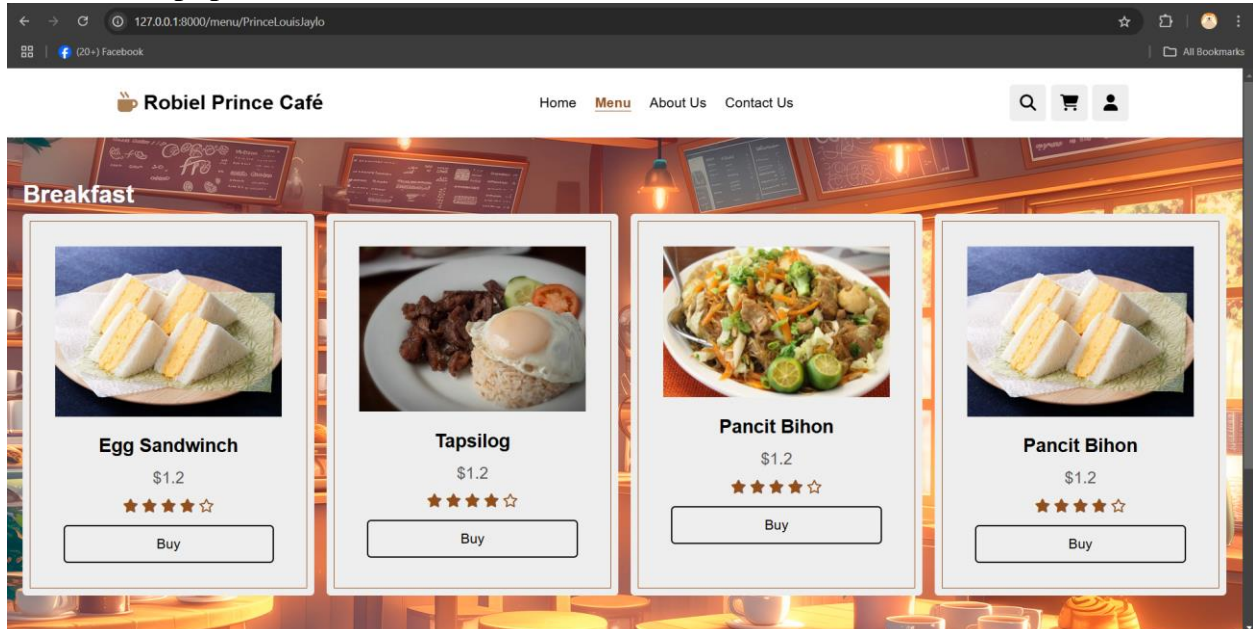 127.0.0.1:8000/menu/PrinceLouisJaylo
(20+) Facebook
All Bookmarks
Robiel Prince Café
Home Menu About Us Contact Us
Breakfast
Egg Sandwinch
$1.2
Buy
Tapsilog
$1.2
Buy
Pancit Bihon
$1.2
Buy
Pancit Bihon
$1.2
Buy